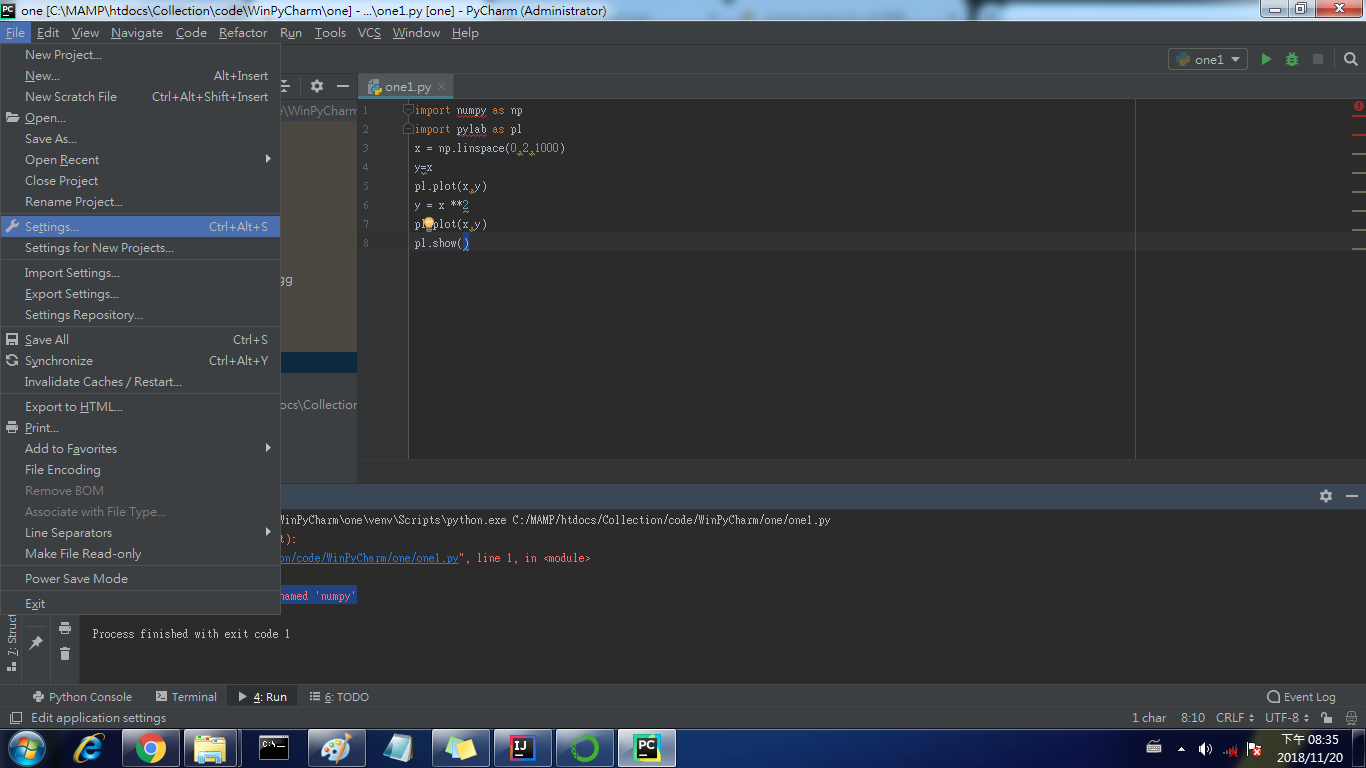 one [C:\MAMP\htdocs\Collection\code\WinPyCharm\one] - ...\one1.py [one] - PyCharm (Administrator)
File Edit View Navigate Code Refactor Run Tools VCS Window Help
New Project...
New... Alt+Insert
New Scratch File Ctrl+Alt+Shift+Insert
Open...
Save As...
Open Recent
Close Project
Rename Project...
Settings... Ctrl+Alt+S
Settings for New Projects...
Import Settings...
Export Settings...
Settings Repository...
Save All Ctrl+S
Synchronize Ctrl+Alt+Y
Invalidate Caches / Restart...
Export to HTML...
Print...
Add to Favorites
File Encoding
Remove BOM
Associate with File Type...
Line Separators
Make File Read-only
Power Save Mode
Exit
one1
one1.py
e\WinPyCharm
gg
ocs\Collection
1 import numpy as np
2 import pylab as pl
3 x = np.linspace(0,2,1000)
4 y=x
5 pl.plot(x,y)
6 y = x **2
7 pl.plot(x,y)
8 pl.show()
WinPyCharm\one\venv\Scripts\python.exe C:/MAMP/htdocs/Collection/code/WinPyCharm/one/one1.py
t):
on/code/WinPyCharm/one/one1.py", line 1, in <module>
named 'numpy'
Process finished with exit code 1
7: Struct
Python Console Terminal 4: Run 6: TODO Event Log
Edit application settings 1 char 8:10 CRLF UTF-8
C:\
IJ
PC
下午 08:35
2018/11/20